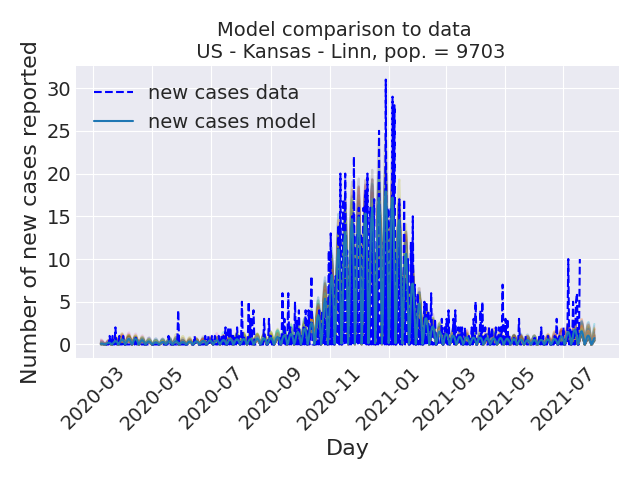 Model comparison to data
US - Kansas - Linn, pop. = 9703
Number of new cases reported
30
25
20
15
10
5
0
new cases data
new cases model
2020-03
2020-05
2020-07
2020-09
2020-11
2021-01
2021-03
2021-05
2021-07
Day